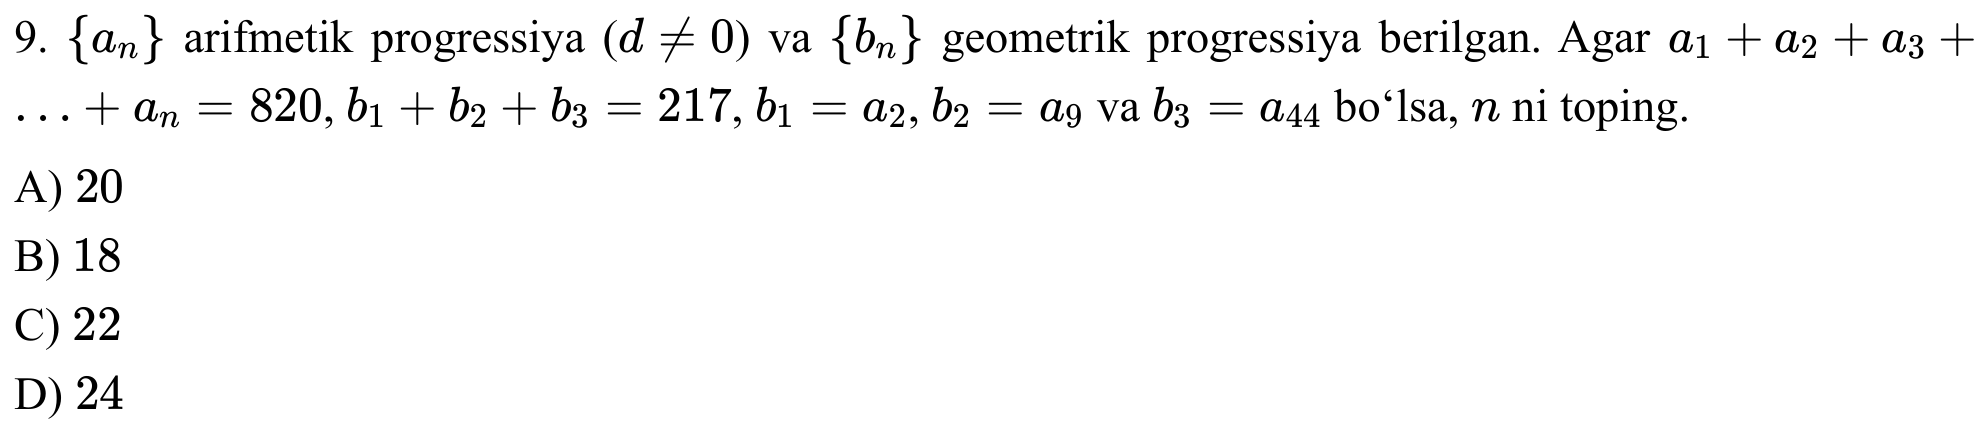 9. {aₙ} arifmetik progressiya (d ≠ 0) va {bₙ} geometrik progressiya berilgan. Agar a₁ + a₂ + a₃ +
… + aₙ = 820, b₁ + b₂ + b₃ = 217, b₁ = a₂, b₂ = a₉ va b₃ = a₄₄ bo‘lsa, n ni toping.
A) 20
B) 18
C) 22
D) 24